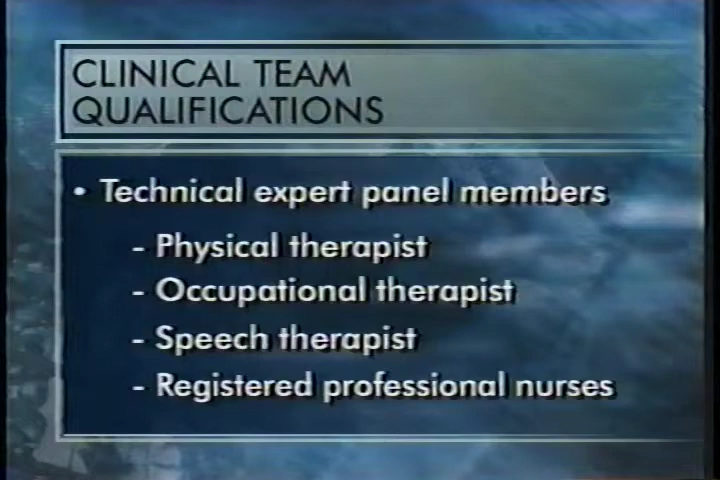 CLINICAL TEAM
QUALIFICATIONS
• Technical expert panel members
- Physical therapist
- Occupational therapist
- Speech therapist
- Registered professional nurses